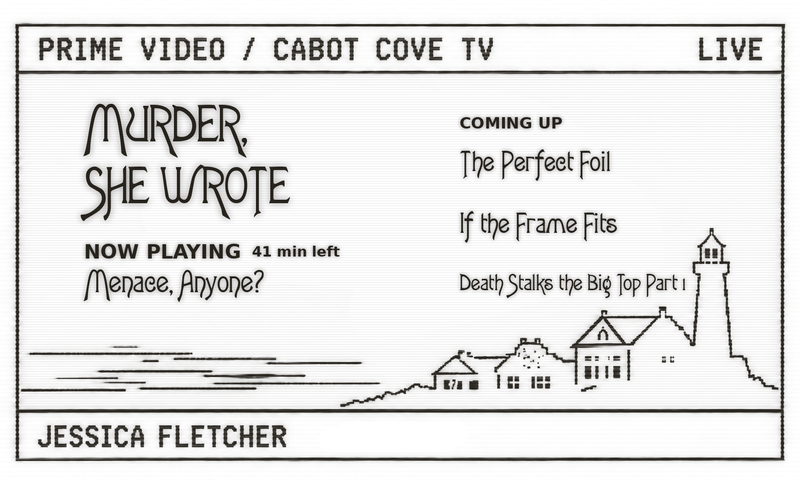 PRIME VIDEO / CABOT COVE TV LIVE
MURDER,
SHE WROTE
NOW PLAYING 41 min left
Menace, Anyone?
COMING UP
The Perfect Foil
If the Frame Fits
Death Stalks the Big Top Part 1
JESSICA FLETCHER